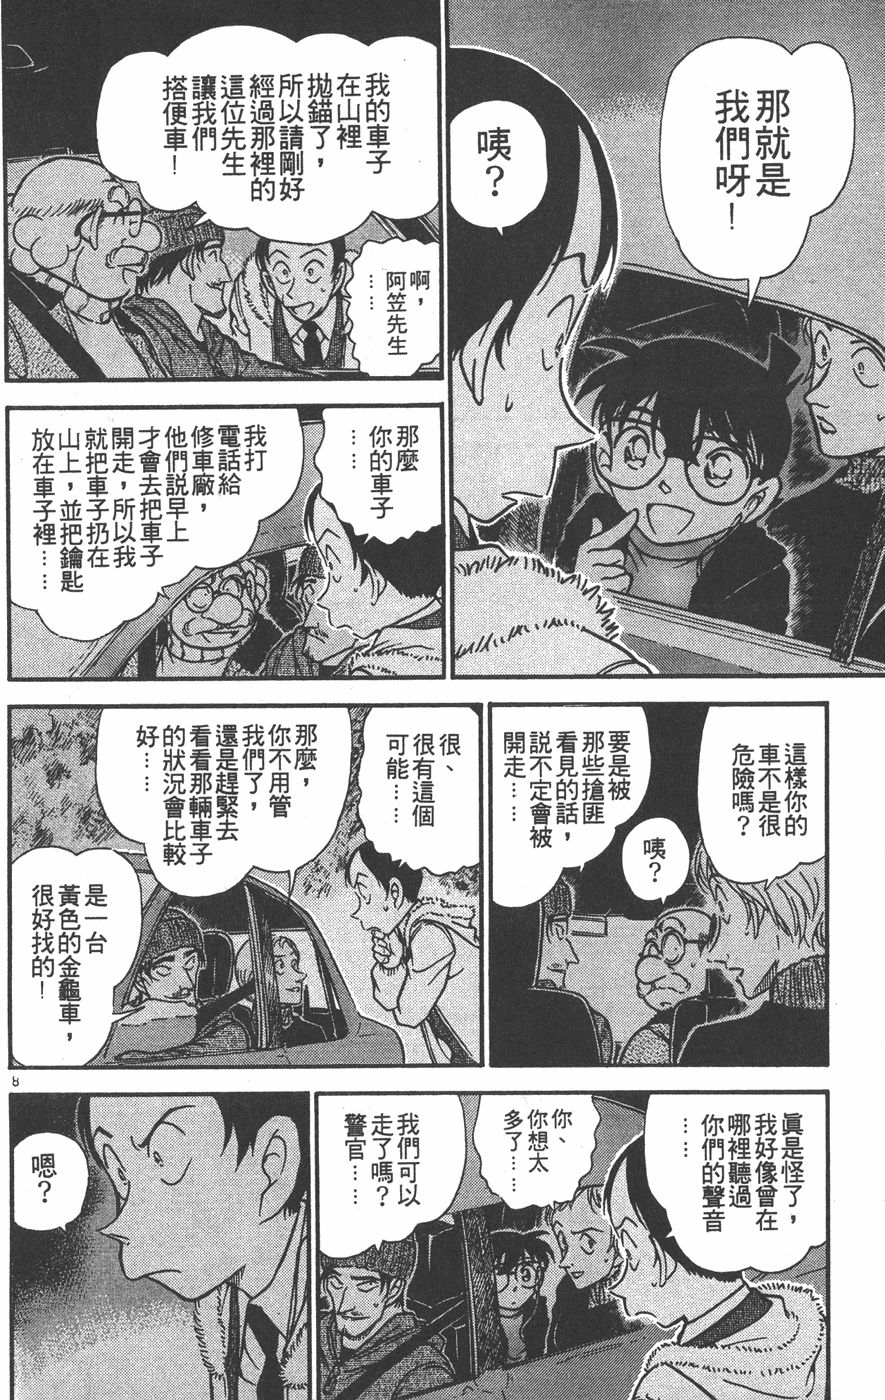 那就是
我們呀！
咦？
我的車子
在山裡
拋錨了，
所以請剛好
經過那裡的
這位先生
讓我們
搭便車！
啊，
阿笠先生
……
那麼
你的車子
……
我打
電話給
修車廠，
他們說早上
才會去把車子
開走，所以我
就把車子扔在
山上，並把鑰匙
放在車子裡……
這樣你的
車不是很
危險嗎？
咦？
要是被
那些搶匪
看見的話，
說不定會被
開走……
很、
很有這個
可能……
那麼，
你不用管
我們了，
還是趕緊去
看看那輛車子
的狀況會比較
好……
是一台
黃色的金龜車，
很好找的！
8
真是怪了，
我好像曾在
哪裡聽過
你們的聲音
……
你、
你想太
多了……
我們可以
走了嗎？
警官……
嗯？